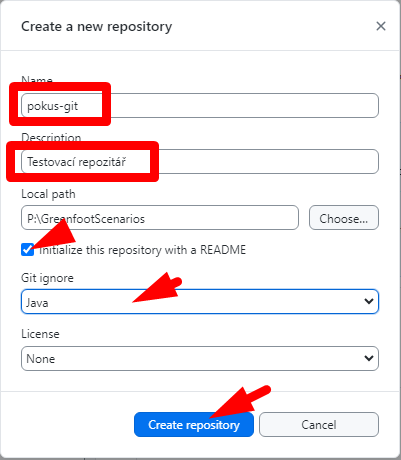 Create a new repository
Name
pokus-git
Description
Testovací repozitář
Local path
P:\GreenfootScenarios
Choose...
Initialize this repository with a README
Git ignore
Java
License
None
Create repository
Cancel